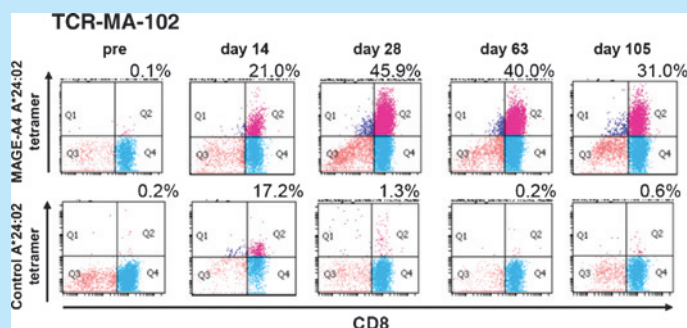 TCR-MA-102
pre day 14 day 28 day 63 day 105
0.1% 21.0% 45.9% 40.0% 31.0%
MAGE-A4 A*24:02
tetramer
Q1 Q2 Q1 Q2 Q1 Q2 Q1 Q2 Q1 Q2
Q3 Q4 Q3 Q4 Q3 Q4 Q3 Q4 Q3 Q4
0.2% 17.2% 1.3% 0.2% 0.6%
Control A*24:02
tetramer
Q1 Q2 Q1 Q2 Q1 Q2 Q1 Q2 Q1 Q2
Q3 Q4 Q3 Q4 Q3 Q4 Q3 Q4 Q3 Q4
CD8